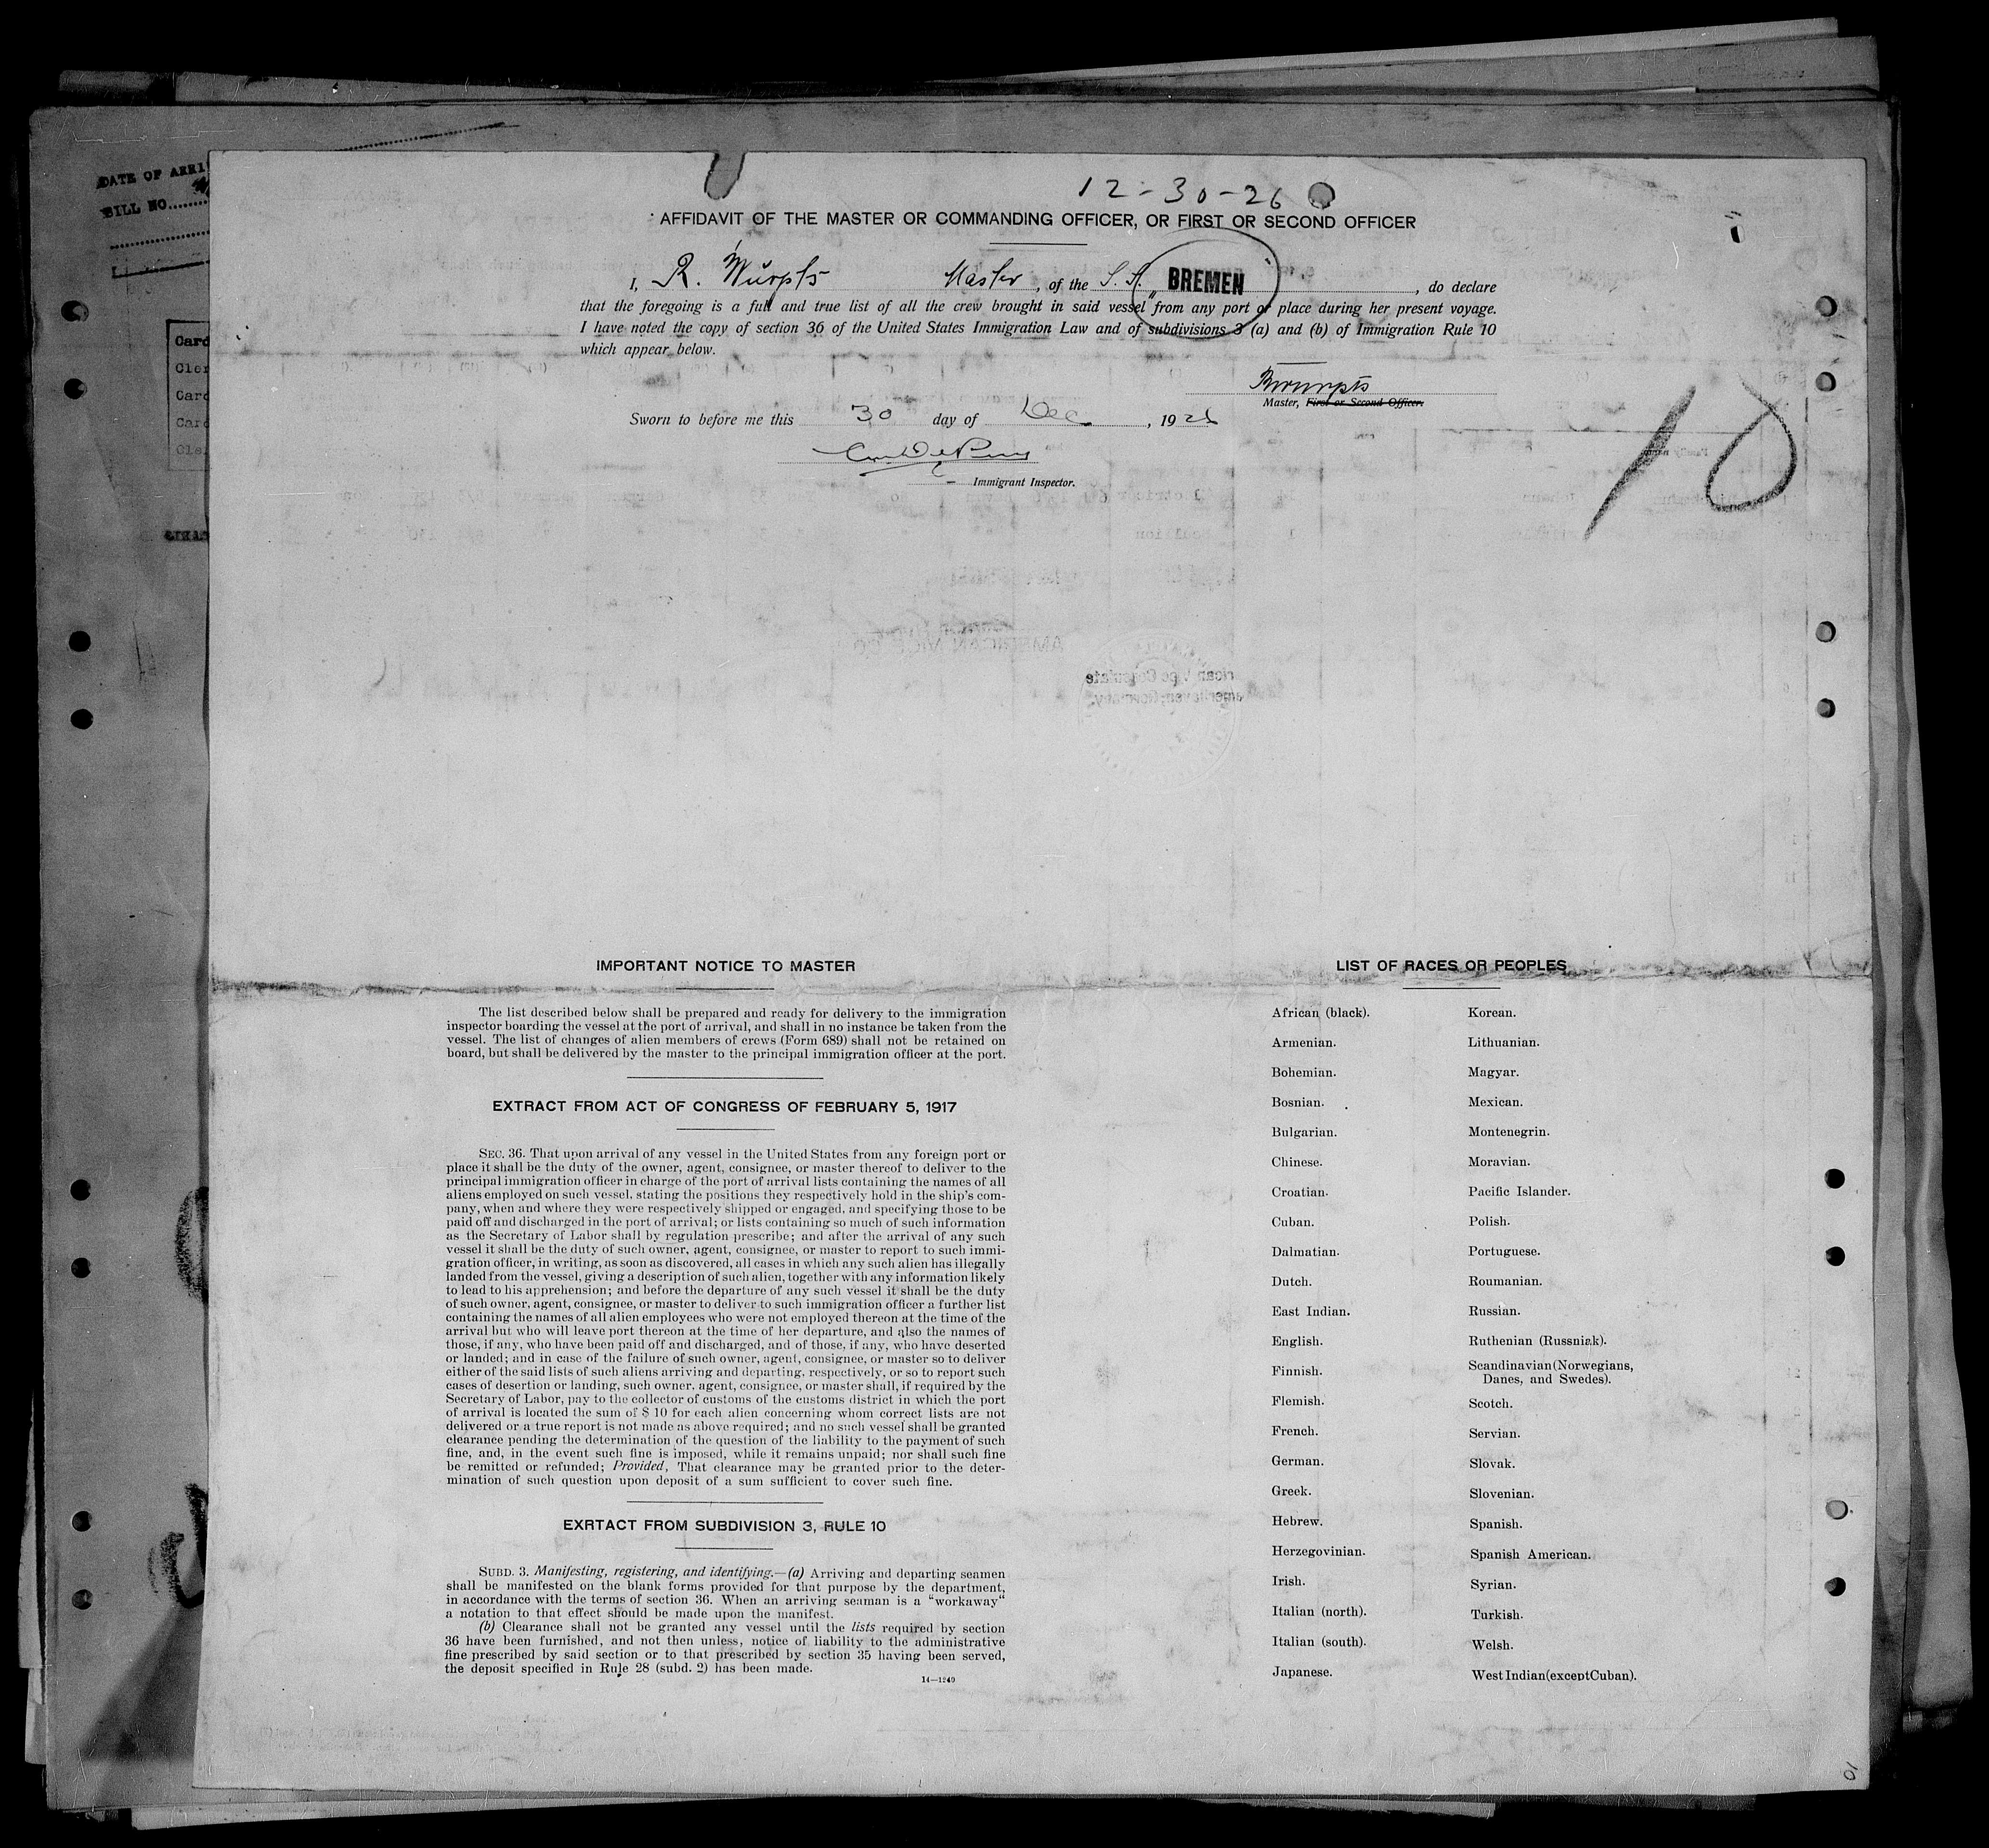 DATE OF ARRI
BILL NO
Card
Cler
Card
Card
Cler
12-30-26
AFFIDAVIT OF THE MASTER OR COMMANDING OFFICER, OR FIRST OR SECOND OFFICER
I, R. Wurpts Master, of the S. S. "BREMEN", do declare
that the foregoing is a full and true list of all the crew brought in said vessel from any port or place during her present voyage.
I have noted the copy of section 36 of the United States Immigration Law and of subdivisions 3 (a) and (b) of Immigration Rule 10
which appear below.
RWurpts
Master, First or Second Officer.
Sworn to before me this 30 day of Dec, 1926
Immigrant Inspector.
10
IMPORTANT NOTICE TO MASTER
The list described below shall be prepared and ready for delivery to the immigration
inspector boarding the vessel at the port of arrival, and shall in no instance be taken from the
vessel. The list of changes of alien members of crews (Form 689) shall not be retained on
board, but shall be delivered by the master to the principal immigration officer at the port.
EXTRACT FROM ACT OF CONGRESS OF FEBRUARY 5, 1917
SEC. 36. That upon arrival of any vessel in the United States from any foreign port or
place it shall be the duty of the owner, agent, consignee, or master thereof to deliver to the
principal immigration officer in charge of the port of arrival lists containing the names of all
aliens employed on such vessel, stating the positions they respectively hold in the ship's com-
pany, when and where they were respectively shipped or engaged, and specifying those to be
paid off and discharged in the port of arrival; or lists containing so much of such information
as the Secretary of Labor shall by regulation prescribe; and after the arrival of any such
vessel it shall be the duty of such owner, agent, consignee, or master to report to such immi-
gration officer, in writing, as soon as discovered, all cases in which any such alien has illegally
landed from the vessel, giving a description of such alien, together with any information likely
to lead to his apprehension; and before the departure of any such vessel it shall be the duty
of such owner, agent, consignee, or master to deliver to such immigration officer a further list
containing the names of all alien employees who were not employed thereon at the time of the
arrival but who will leave port thereon at the time of her departure, and also the names of
those, if any, who have been paid off and discharged, and of those, if any, who have deserted
or landed; and in case of the failure of such owner, agent, consignee, or master so to deliver
either of the said lists of such aliens arriving and departing, respectively, or so to report such
cases of desertion or landing, such owner, agent, consignee, or master shall, if required by the
Secretary of Labor, pay to the collector of customs of the customs district in which the port
of arrival is located the sum of $ 10 for each alien concerning whom correct lists are not
delivered or a true report is not made as above required; and no such vessel shall be granted
clearance pending the determination of the question of the liability to the payment of such
fine, and, in the event such fine is imposed, while it remains unpaid; nor shall such fine
be remitted or refunded; Provided, That clearance may be granted prior to the deter-
mination of such question upon deposit of a sum sufficient to cover such fine.
EXRTACT FROM SUBDIVISION 3, RULE 10
SUBD. 3. Manifesting, registering, and identifying.—(a) Arriving and departing seamen
shall be manifested on the blank forms provided for that purpose by the department,
in accordance with the terms of section 36. When an arriving seaman is a "workaway"
a notation to that effect should be made upon the manifest.
(b) Clearance shall not be granted any vessel until the lists required by section
36 have been furnished, and not then unless, notice of liability to the administrative
fine prescribed by said section or to that prescribed by section 35 having been served,
the deposit specified in Rule 28 (subd. 2) has been made.
14—1240
LIST OF RACES OR PEOPLES
African (black).
Armenian.
Bohemian.
Bosnian.
Bulgarian.
Chinese.
Croatian.
Cuban.
Dalmatian.
Dutch.
East Indian.
English.
Finnish.
Flemish.
French.
German.
Greek.
Hebrew.
Herzegovinian.
Irish.
Italian (north).
Italian (south).
Japanese.
Korean.
Lithuanian.
Magyar.
Mexican.
Montenegrin.
Moravian.
Pacific Islander.
Polish.
Portuguese.
Roumanian.
Russian.
Ruthenian (Russniak).
Scandinavian (Norwegians,
Danes, and Swedes).
Scotch.
Servian.
Slovak.
Slovenian.
Spanish.
Spanish American.
Syrian.
Turkish.
Welsh.
West Indian (except Cuban).
10